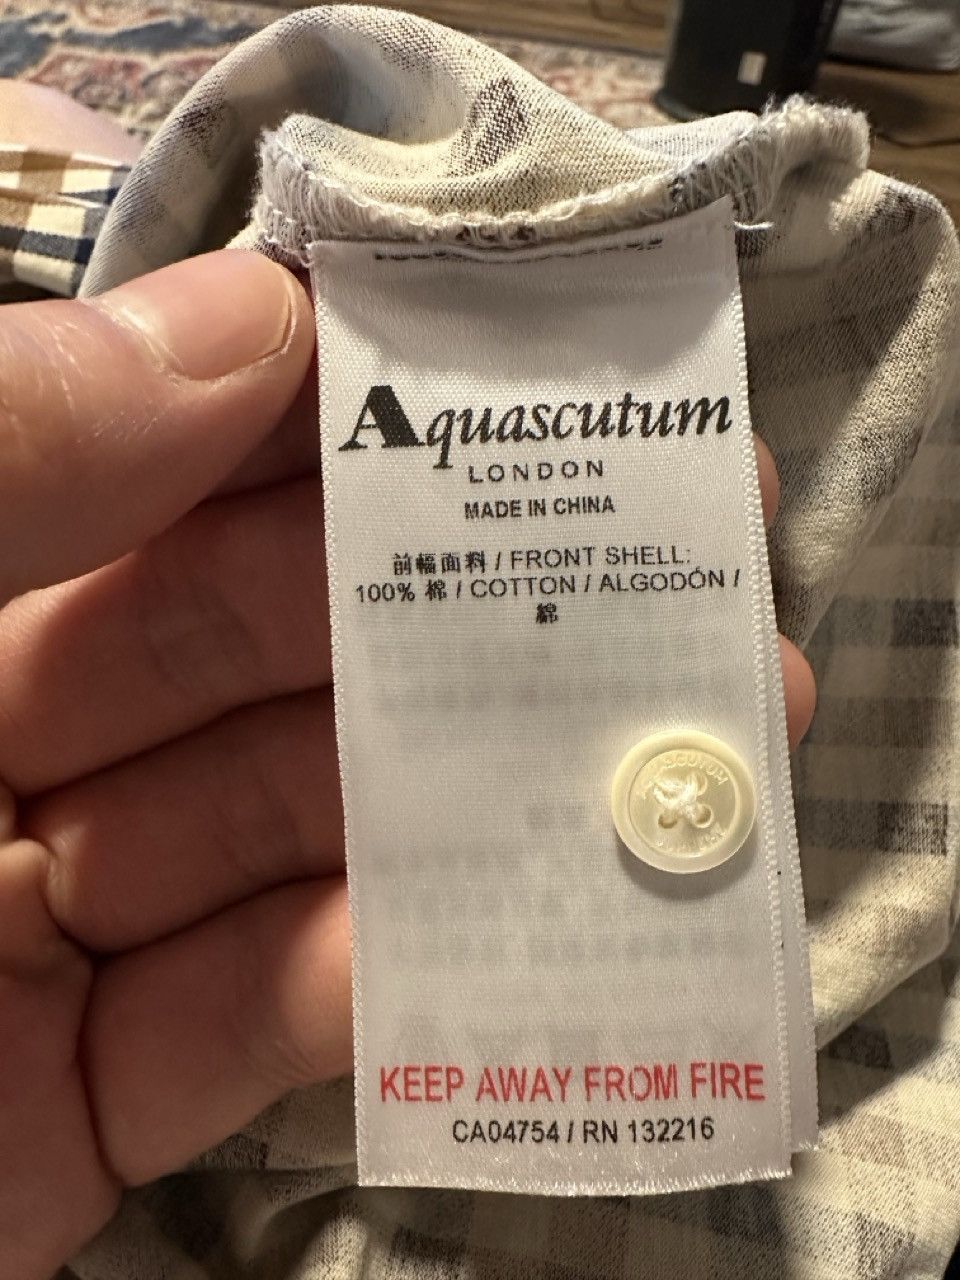 Aquascutum
LONDON
MADE IN CHINA
前幅面料 / FRONT SHELL:
100% 棉 / COTTON / ALGODÓN /
綿
AQUASCUTUM
KEEP AWAY FROM FIRE
CA04754 / RN 132216